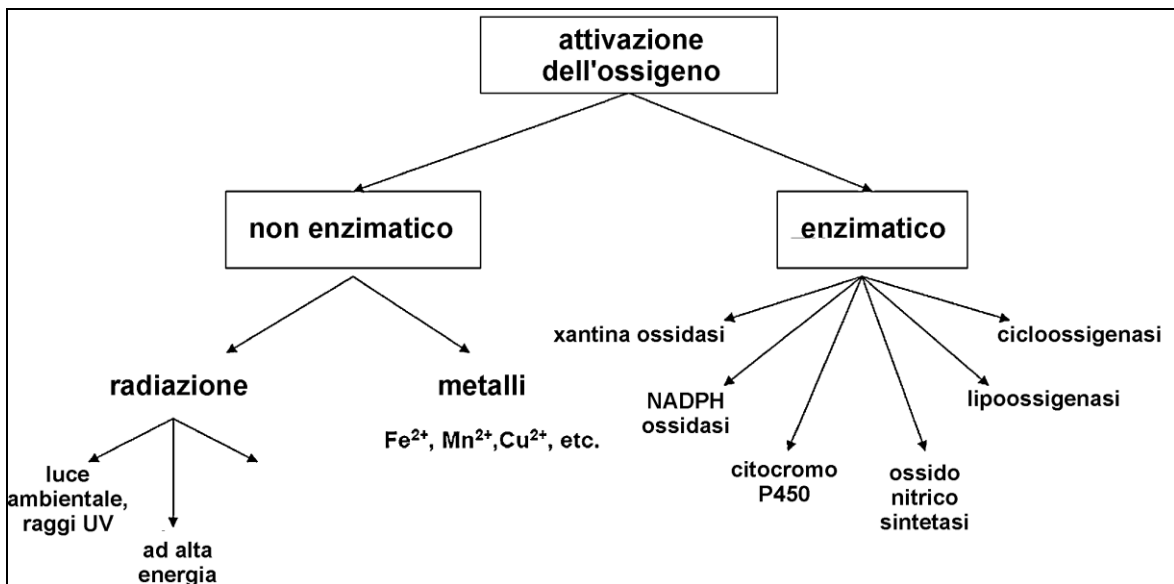 attivazione
dell'ossigeno
non enzimatico
enzimatico
xantina ossidasi
cicloossigenasi
radiazione
metalli
NADPH
ossidasi
lipoossigenasi
Fe²⁺, Mn²⁺,Cu²⁺, etc.
luce
ambientale,
raggi UV
citocromo
P450
ossido
nitrico
sintetasi
ad alta
energia